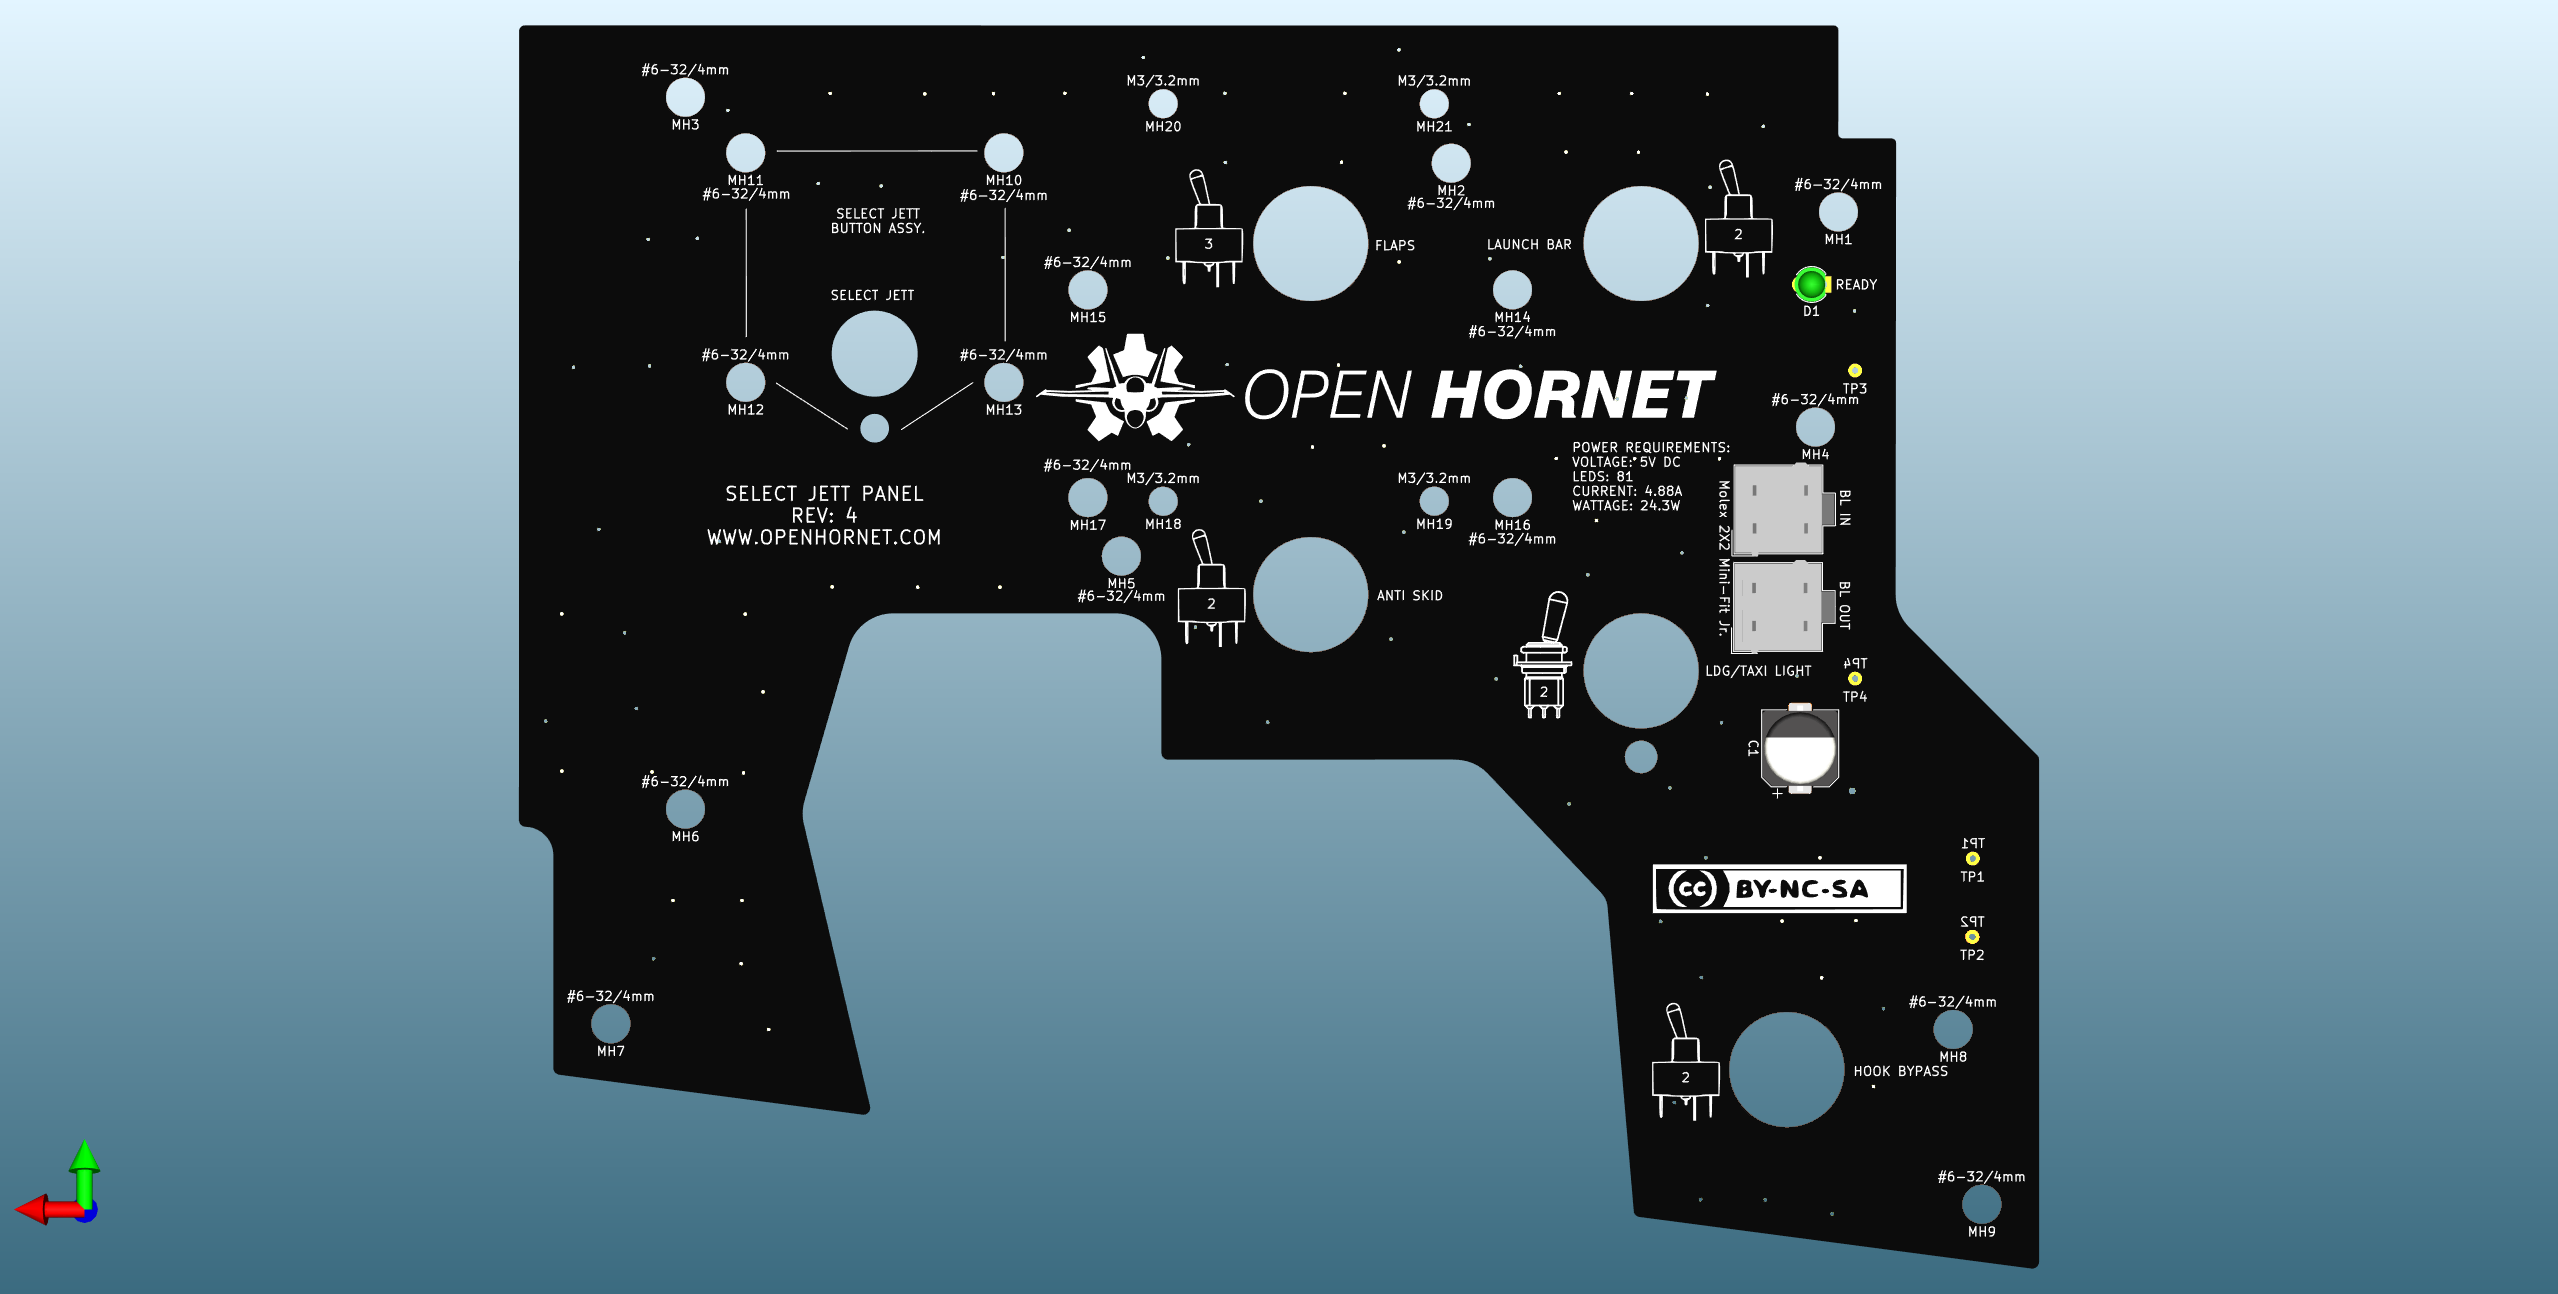 #6-32/4mm
MH3
M3/3.2mm
MH20
M3/3.2mm
MH21
MH11
#6-32/4mm
MH10
#6-32/4mm
MH2
#6-32/4mm
#6-32/4mm
MH1
SELECT JETT
BUTTON ASSY.
3
FLAPS
LAUNCH BAR
2
#6-32/4mm
MH15
MH14
#6-32/4mm
READY
D1
SELECT JETT
#6-32/4mm
MH12
#6-32/4mm
MH13
OPEN HORNET
TP3
#6-32/4mm
MH4
POWER REQUIREMENTS:
VOLTAGE: 5V DC
LEDS: 81
CURRENT: 4.88A
WATTAGE: 24.3W
#6-32/4mm
MH17
M3/3.2mm
MH18
M3/3.2mm
MH19
MH16
#6-32/4mm
SELECT JETT PANEL
REV: 4
WWW.OPENHORNET.COM
Molex 2X2 Mini-Fit Jr.
BL IN
BL OUT
MH5
#6-32/4mm
2
ANTI SKID
2
LDG/TAXI LIGHT
TP4
TP4
C1
+
#6-32/4mm
MH6
TP1
TP1
cc BY-NC-SA
TP2
TP2
#6-32/4mm
MH7
#6-32/4mm
MH8
2
HOOK BYPASS
#6-32/4mm
MH9